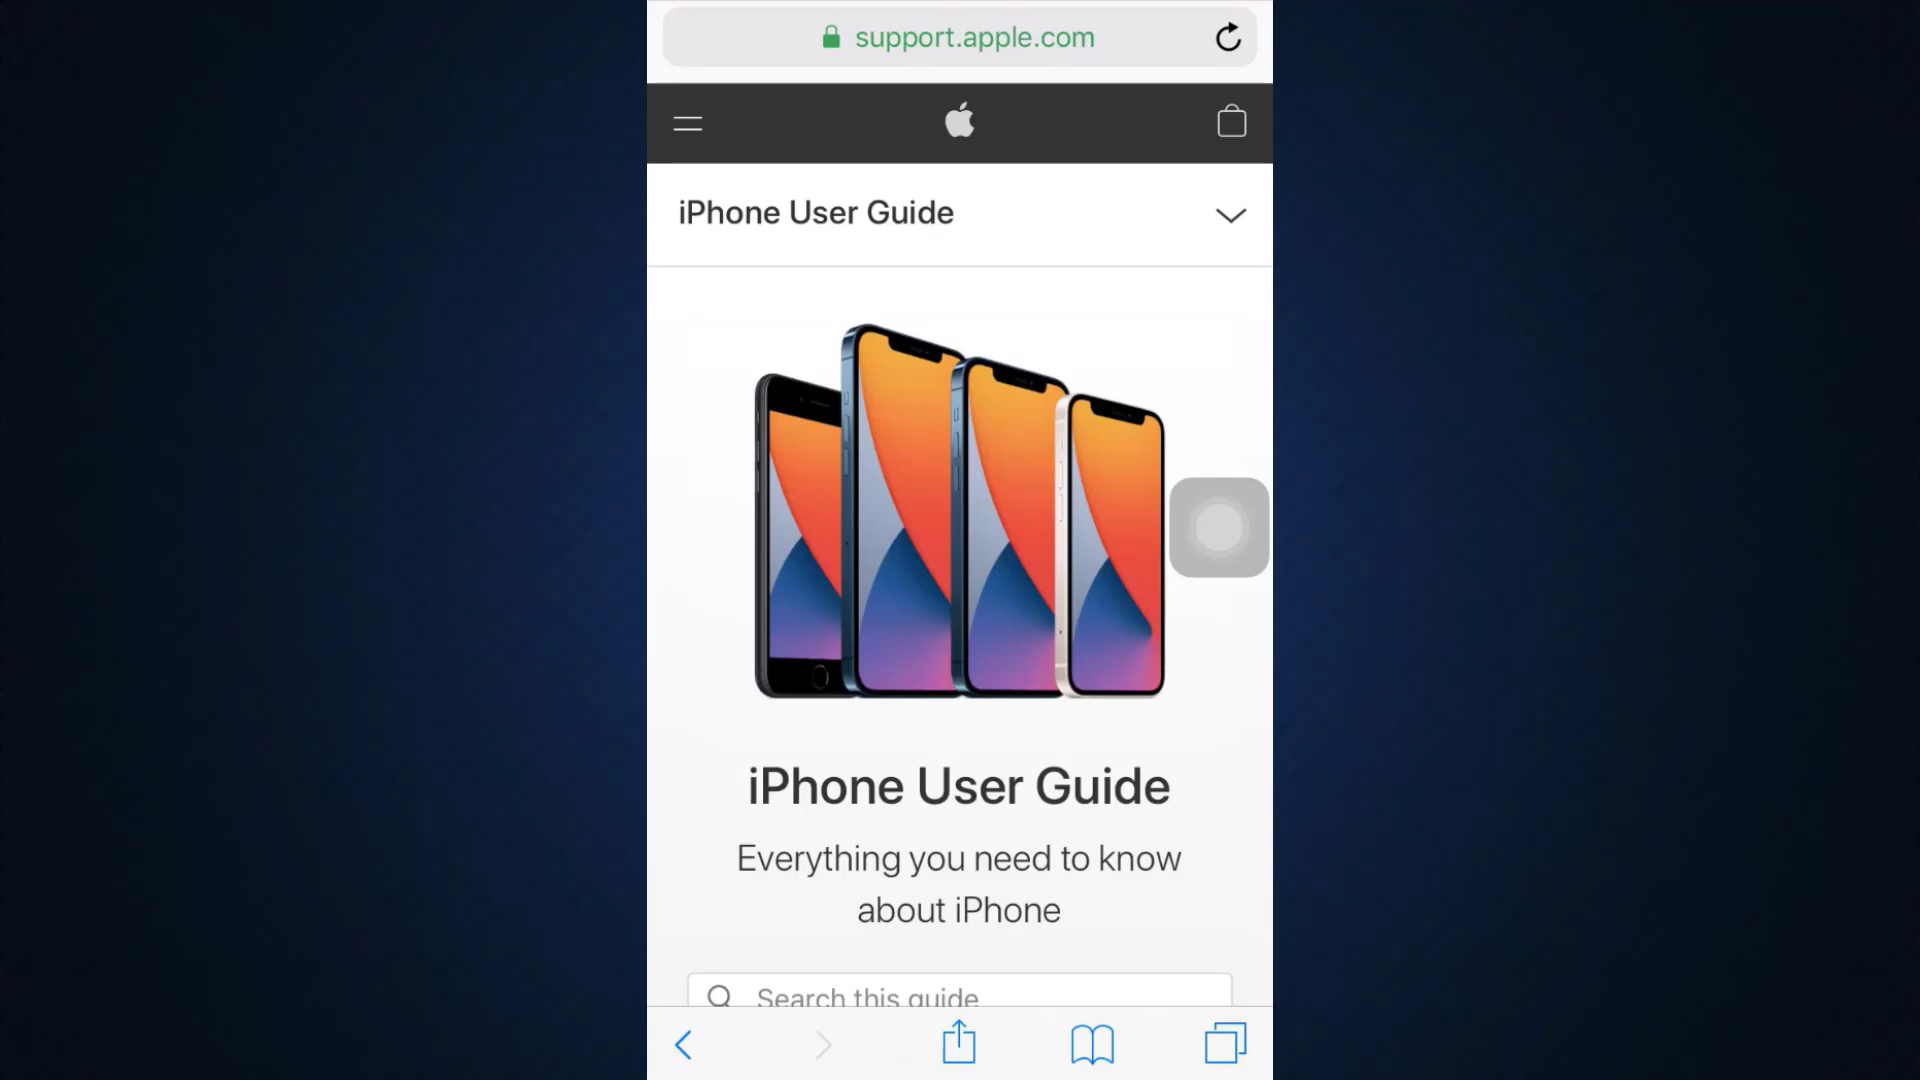 support.apple.com
iPhone User Guide
iPhone User Guide
Everything you need to know
about iPhone
Search this guide